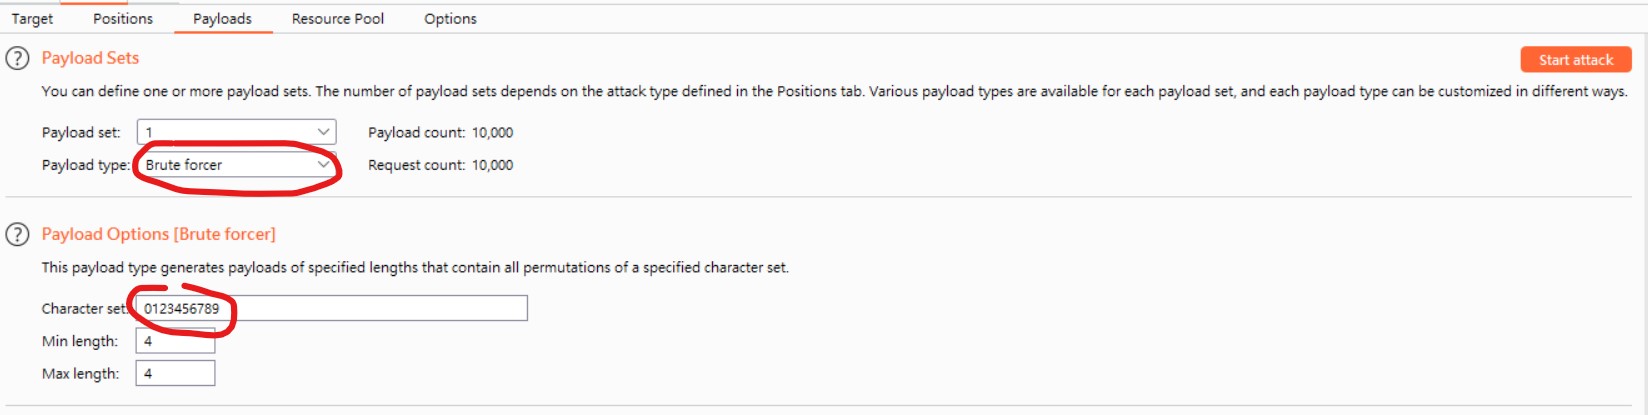 Target Positions Payloads Resource Pool Options
? Payload Sets Start attack
You can define one or more payload sets. The number of payload sets depends on the attack type defined in the Positions tab. Various payload types are available for each payload set, and each payload type can be customized in different ways.
Payload set: 1 Payload count: 10,000
Payload type: Brute forcer Request count: 10,000
? Payload Options [Brute forcer]
This payload type generates payloads of specified lengths that contain all permutations of a specified character set.
Character set: 0123456789
Min length: 4
Max length: 4